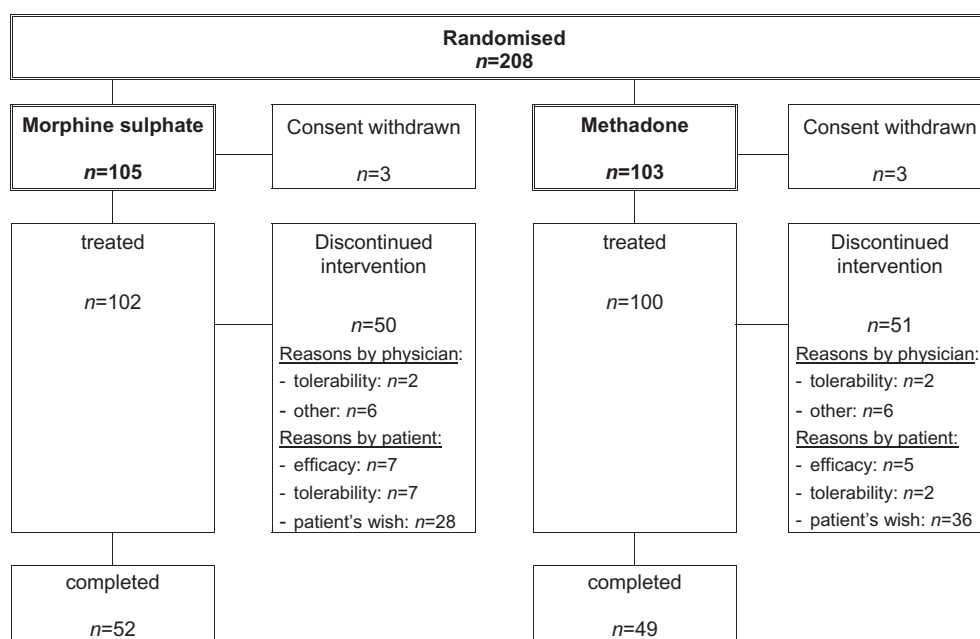 Randomised
n=208
Morphine sulphate
n=105
Consent withdrawn
n=3
Methadone
n=103
Consent withdrawn
n=3
treated
n=102
Discontinued
intervention
n=50
Reasons by physician:
- tolerability: n=2
- other: n=6
Reasons by patient:
- efficacy: n=7
- tolerability: n=7
- patient's wish: n=28
treated
n=100
Discontinued
intervention
n=51
Reasons by physician:
- tolerability: n=2
- other: n=6
Reasons by patient:
- efficacy: n=5
- tolerability: n=2
- patient's wish: n=36
completed
n=52
completed
n=49